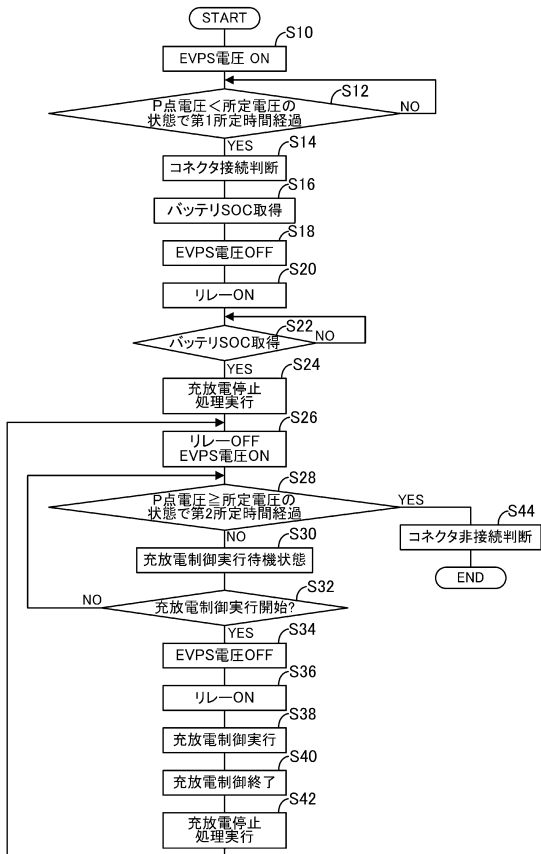 START
S10
EVPS電圧 ON
S12
P点電圧＜所定電圧の
状態で第1所定時間経過
NO
YES
S14
コネクタ接続判断
S16
バッテリSOC取得
S18
EVPS電圧OFF
S20
リレーON
S22
バッテリSOC取得
NO
YES
S24
充放電停止
処理実行
S26
リレーOFF
EVPS電圧ON
S28
P点電圧≧所定電圧の
状態で第2所定時間経過
YES
S44
コネクタ非接続判断
END
NO
S30
充放電制御実行待機状態
S32
NO
充放電制御実行開始?
YES
S34
EVPS電圧OFF
S36
リレーON
S38
充放電制御実行
S40
充放電制御終了
S42
充放電停止
処理実行